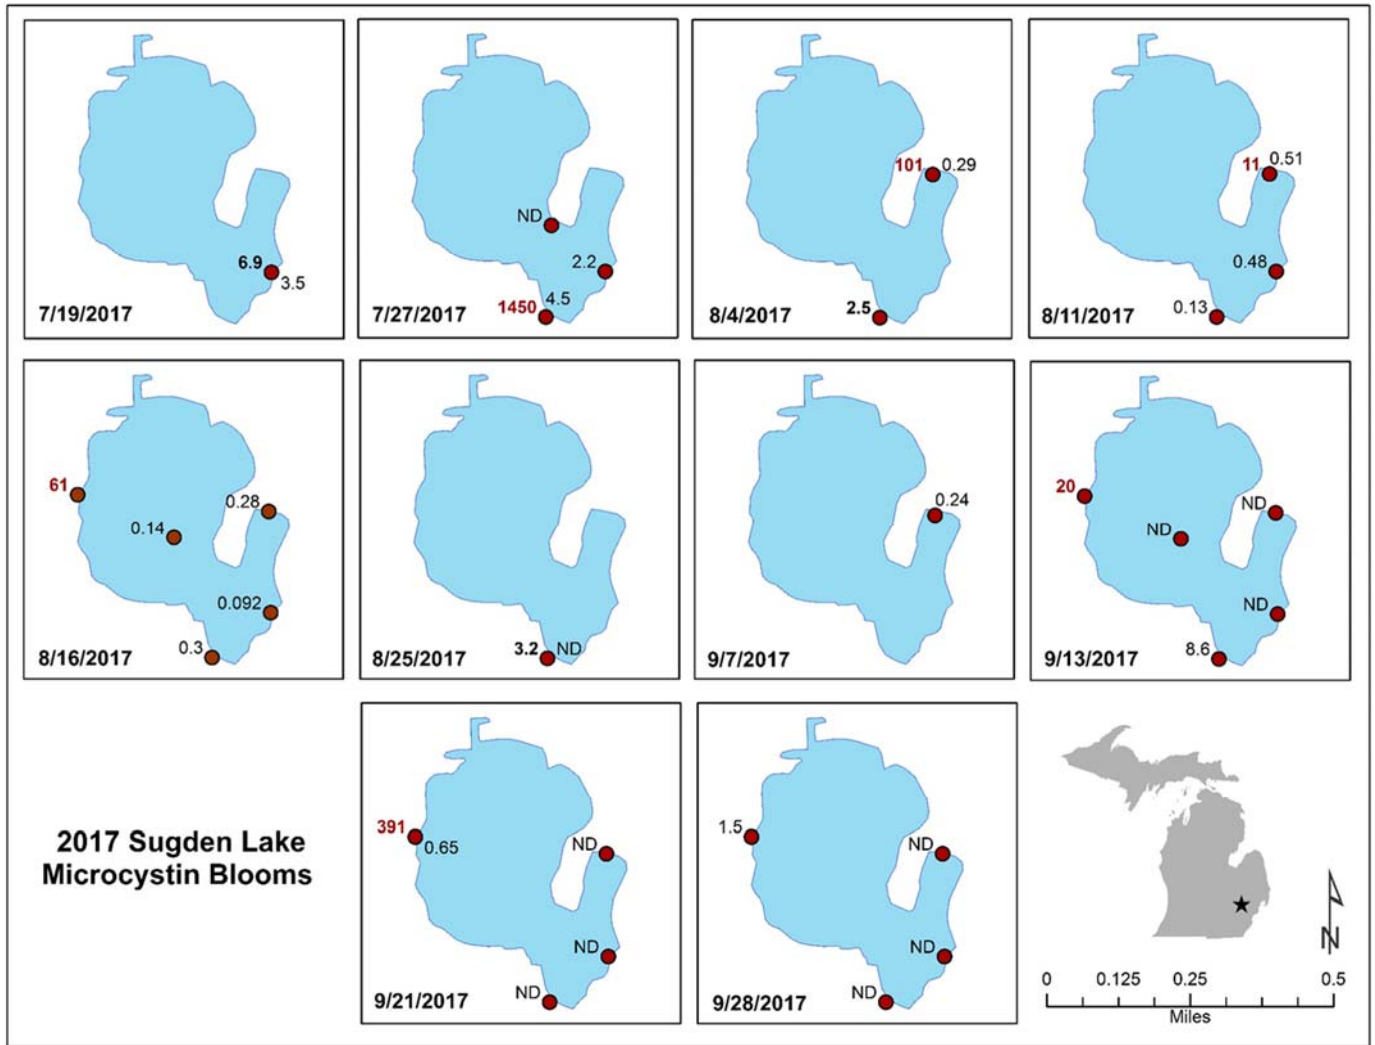 6.9
3.5
7/19/2017
ND
2.2
1450
4.5
7/27/2017
101
0.29
2.5
8/4/2017
11
0.51
0.48
0.13
8/11/2017
61
0.28
0.14
0.092
0.3
8/16/2017
3.2
ND
8/25/2017
0.24
9/7/2017
20
ND
ND
ND
8.6
9/13/2017
2017 Sugden Lake
Microcystin Blooms
391
0.65
ND
ND
ND
9/21/2017
1.5
ND
ND
ND
9/28/2017
N
0 0.125 0.25 0.5
Miles